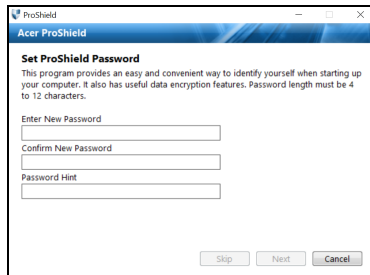 ProShield
Acer ProShield
Set ProShield Password
This program provides an easy and convenient way to identify yourself when starting up
your computer. It also has useful data encryption features. Password length must be 4
to 12 characters.
Enter New Password
Confirm New Password
Password Hint
Skip Next Cancel